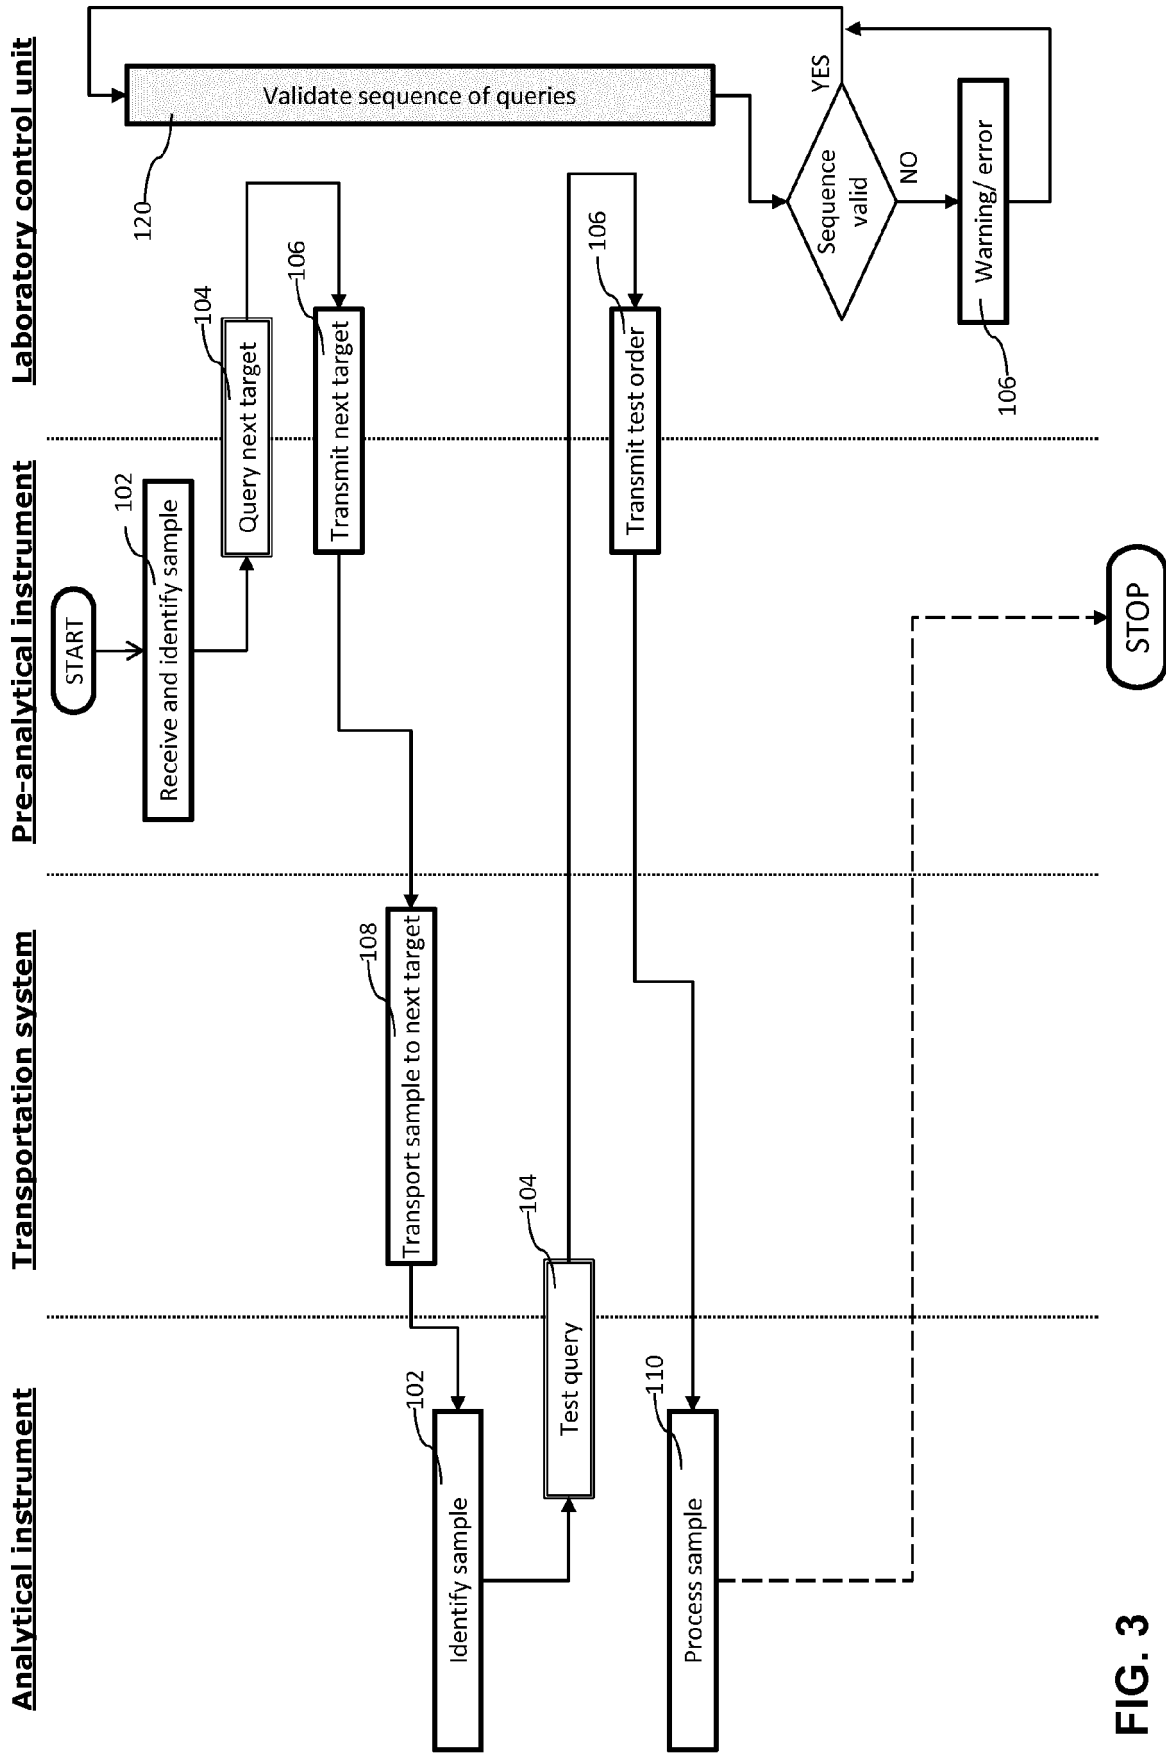 Analytical instrument
Transportation system
Pre-analytical instrument
Laboratory control unit
START
102
Receive and identify sample
104
Query next target
106
Transmit next target
108
Transport sample to next target
102
Identify sample
104
Test query
106
Transmit test order
110
Process sample
120
Validate sequence of queries
Sequence
valid
YES
NO
Warning/ error
106
STOP
FIG. 3